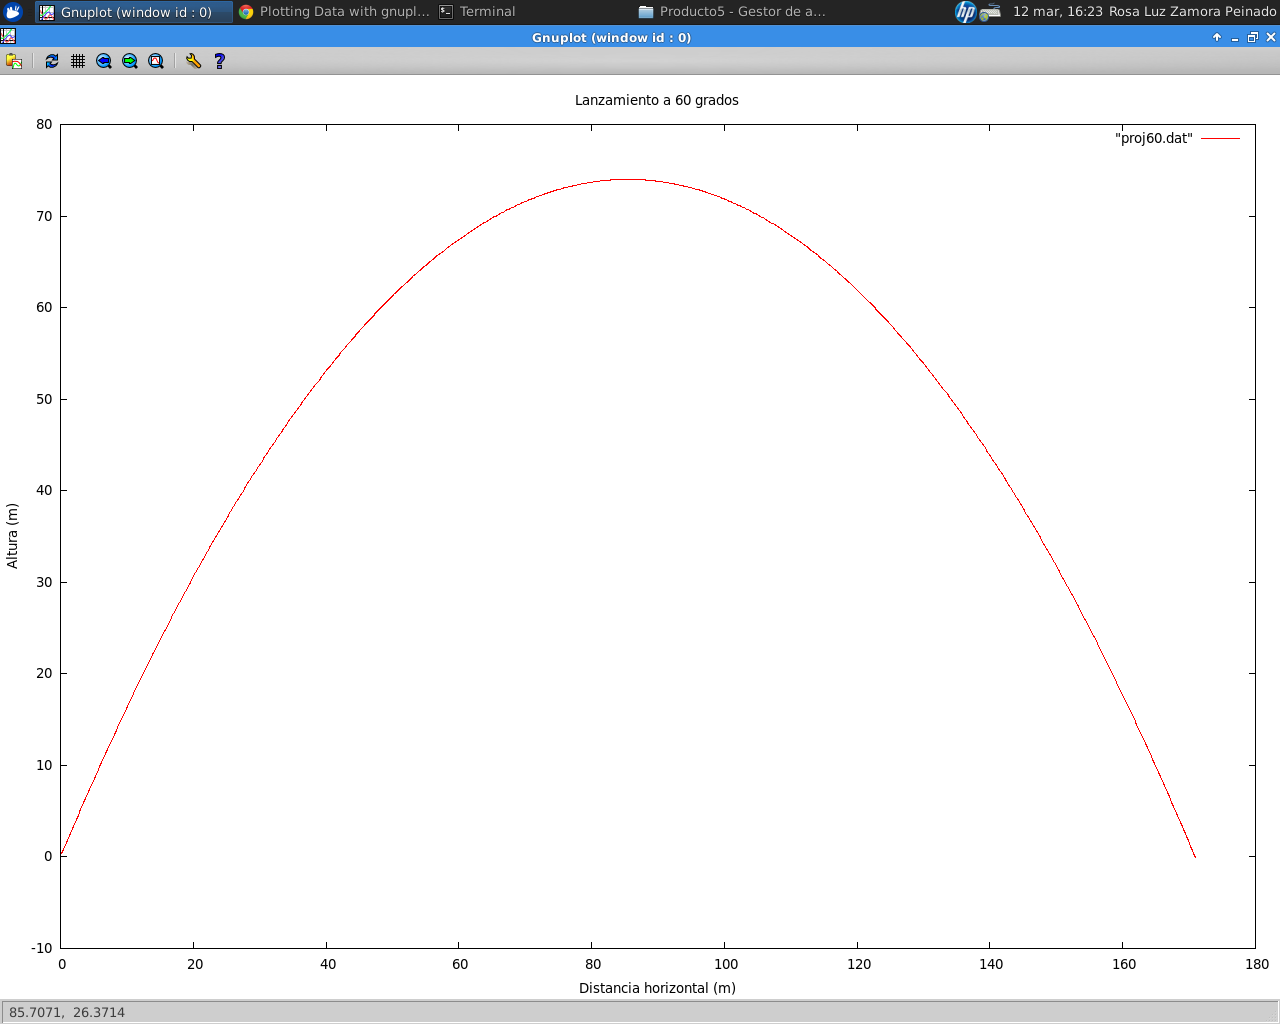 Gnuplot (window id : 0) Plotting Data with gnupl... Terminal Producto5 - Gestor de a... hp 12 mar, 16:23 Rosa Luz Zamora Peinado
Gnuplot (window id : 0)
Lanzamiento a 60 grados
"proj60.dat"
80
70
60
50
40
30
20
10
0
-10
Altura (m)
0 20 40 60 80 100 120 140 160 180
Distancia horizontal (m)
85.7071, 26.3714